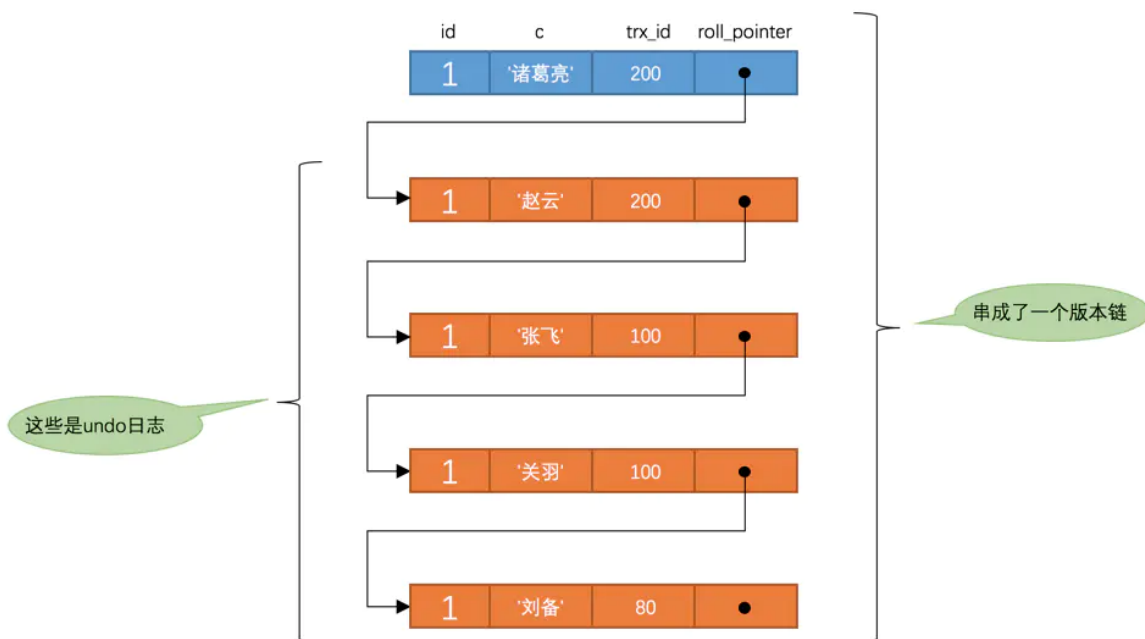 id c trx_id roll_pointer
1 '诸葛亮' 200
1 '赵云' 200
1 '张飞' 100
串成了一个版本链
这些是undo日志
1 '关羽' 100
1 '刘备' 80